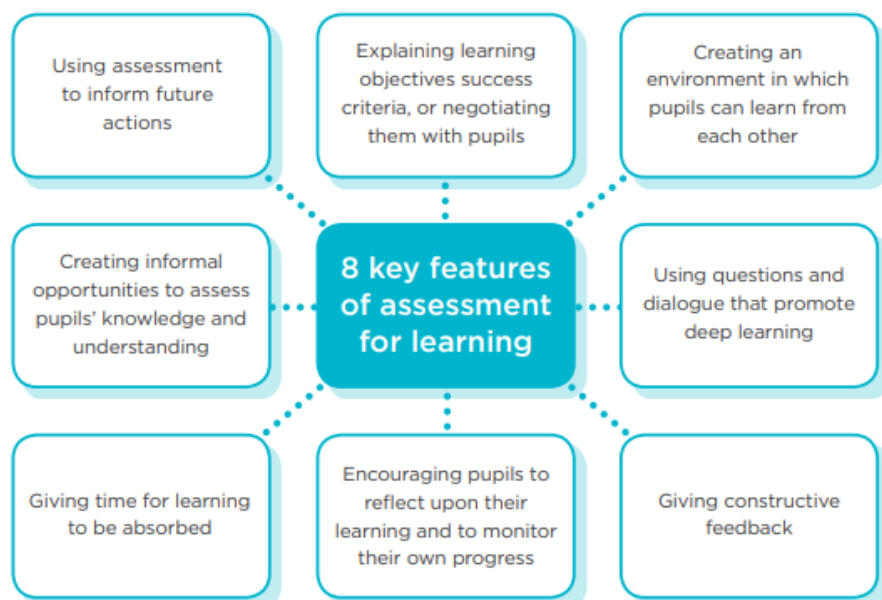 Using assessment
to inform future
actions
Explaining learning
objectives success
criteria, or negotiating
them with pupils
Creating an
environment in which
pupils can learn from
each other
Creating informal
opportunities to assess
pupils' knowledge and
understanding
8 key features
of assessment
for learning
Using questions and
dialogue that promote
deep learning
Giving time for learning
to be absorbed
Encouraging pupils to
reflect upon their
learning and to monitor
their own progress
Giving constructive
feedback